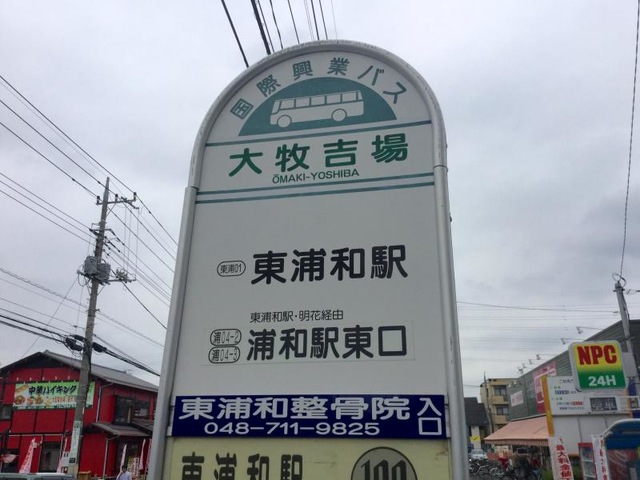 国際興業バス
大牧吉場
ŌMAKI-YOSHIBA
東浦01 東浦和駅
東浦和駅・明花経由
浦04-2
浦04-3
浦和駅東口
東浦和整骨院 入口
048-711-9825
東浦和駅
100
中華バイキング
NPC
24H